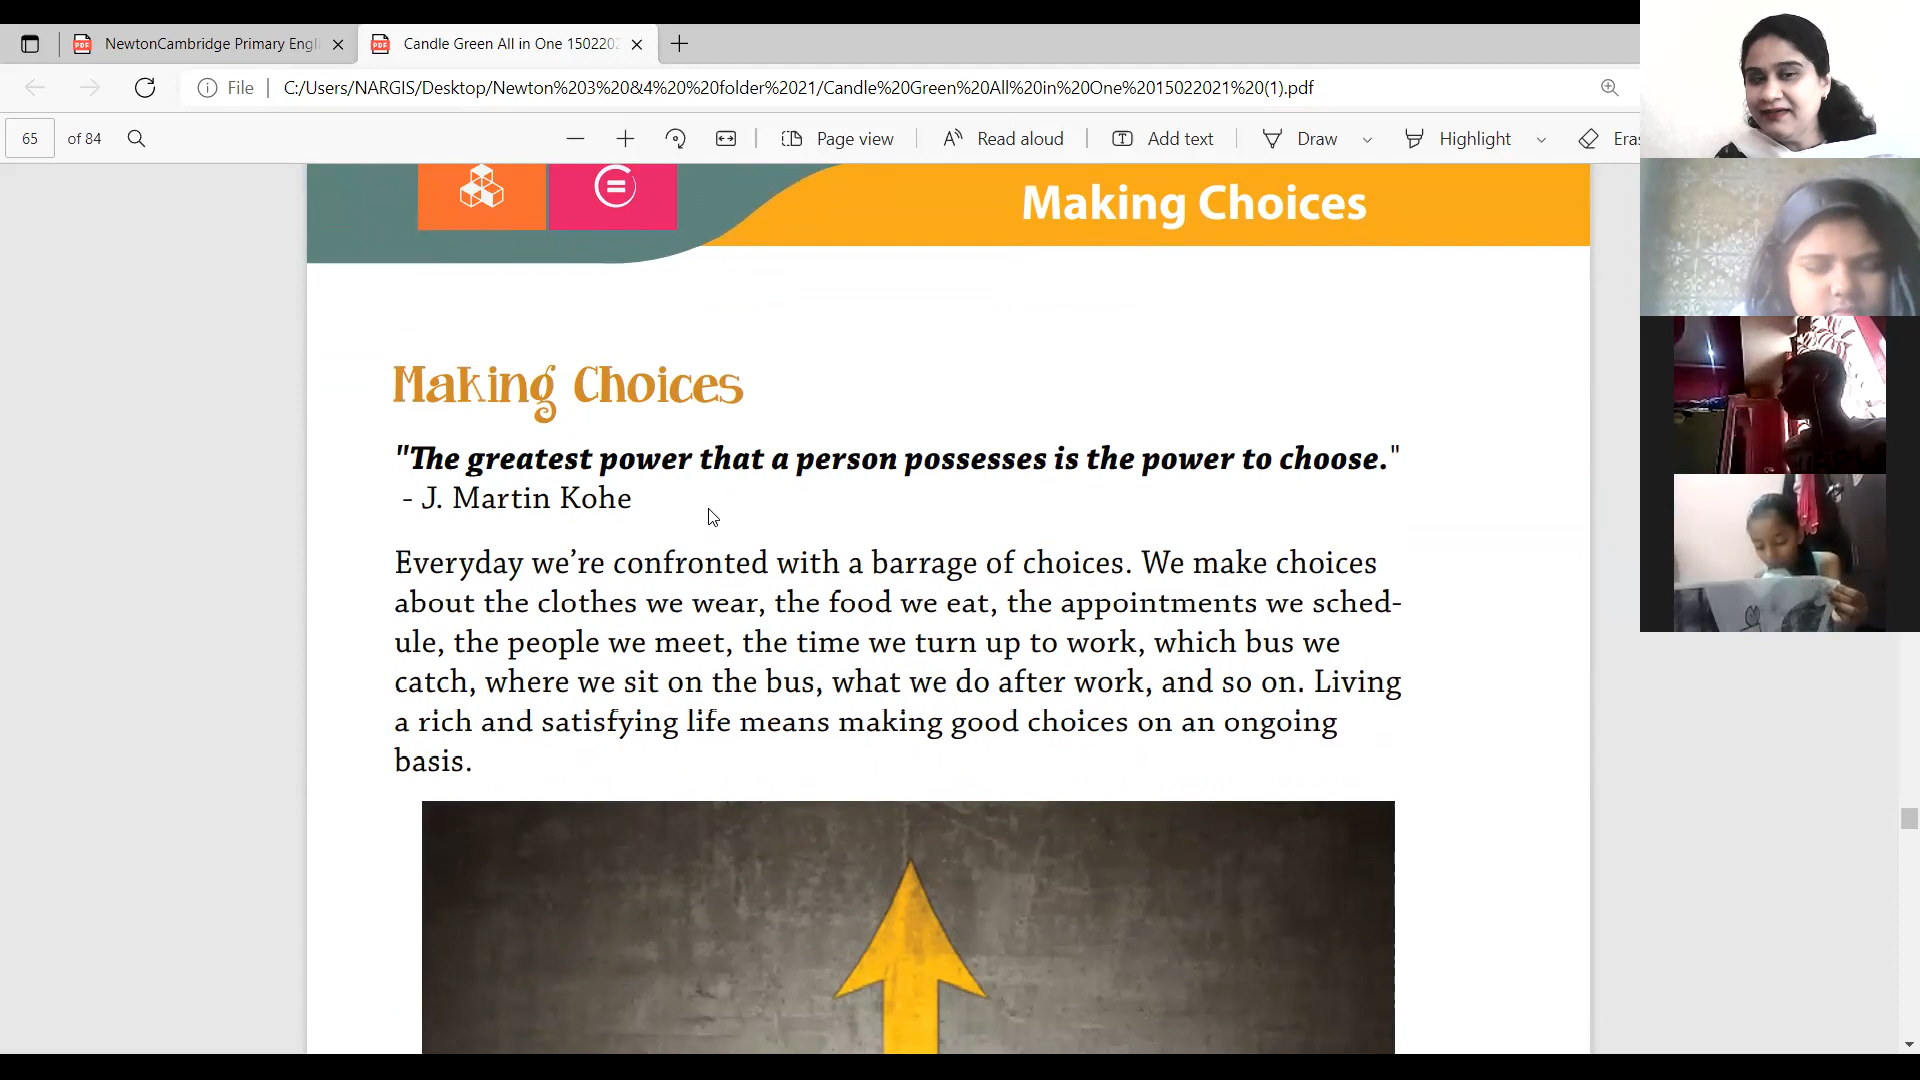 NewtonCambridge Primary Engl
Candle Green All in One 1502202
File
C:/Users/NARGIS/Desktop/Newton%203%20&4%20%20folder%2021/Candle%20Green%20All%20in%20One%2015022021%20(1).pdf
65 of 84
Page view
Read aloud
Add text
Draw
Highlight
Eras
Making Choices
Making Choices
"The greatest power that a person possesses is the power to choose."
- J. Martin Kohe
Everyday we’re confronted with a barrage of choices. We make choices
about the clothes we wear, the food we eat, the appointments we sched-
ule, the people we meet, the time we turn up to work, which bus we
catch, where we sit on the bus, what we do after work, and so on. Living
a rich and satisfying life means making good choices on an ongoing
basis.